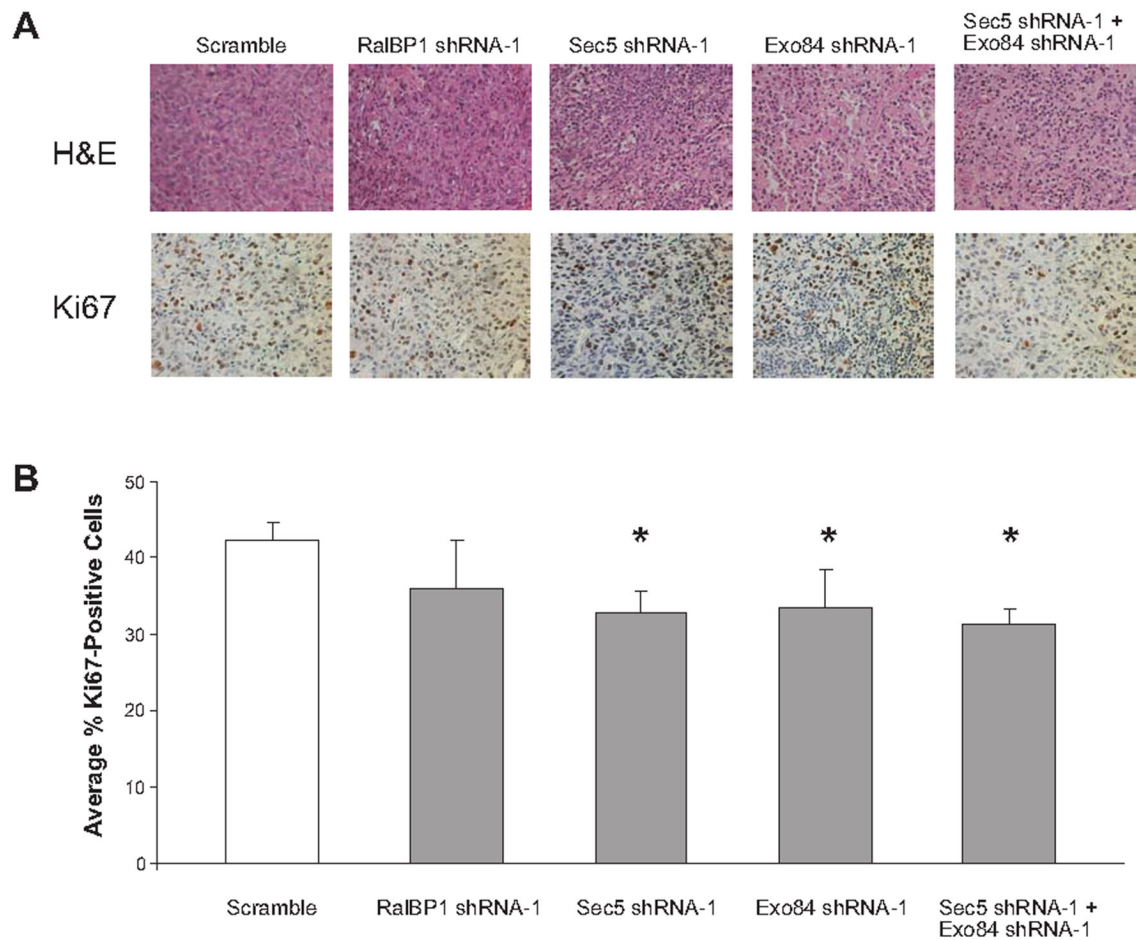 A
Scramble
RalBP1 shRNA-1
Sec5 shRNA-1
Exo84 shRNA-1
Sec5 shRNA-1 +
Exo84 shRNA-1
H&E
Ki67
B
Average % Ki67-Positive Cells
50
40
30
20
10
0
*
*
*
Scramble
RalBP1 shRNA-1
Sec5 shRNA-1
Exo84 shRNA-1
Sec5 shRNA-1 +
Exo84 shRNA-1